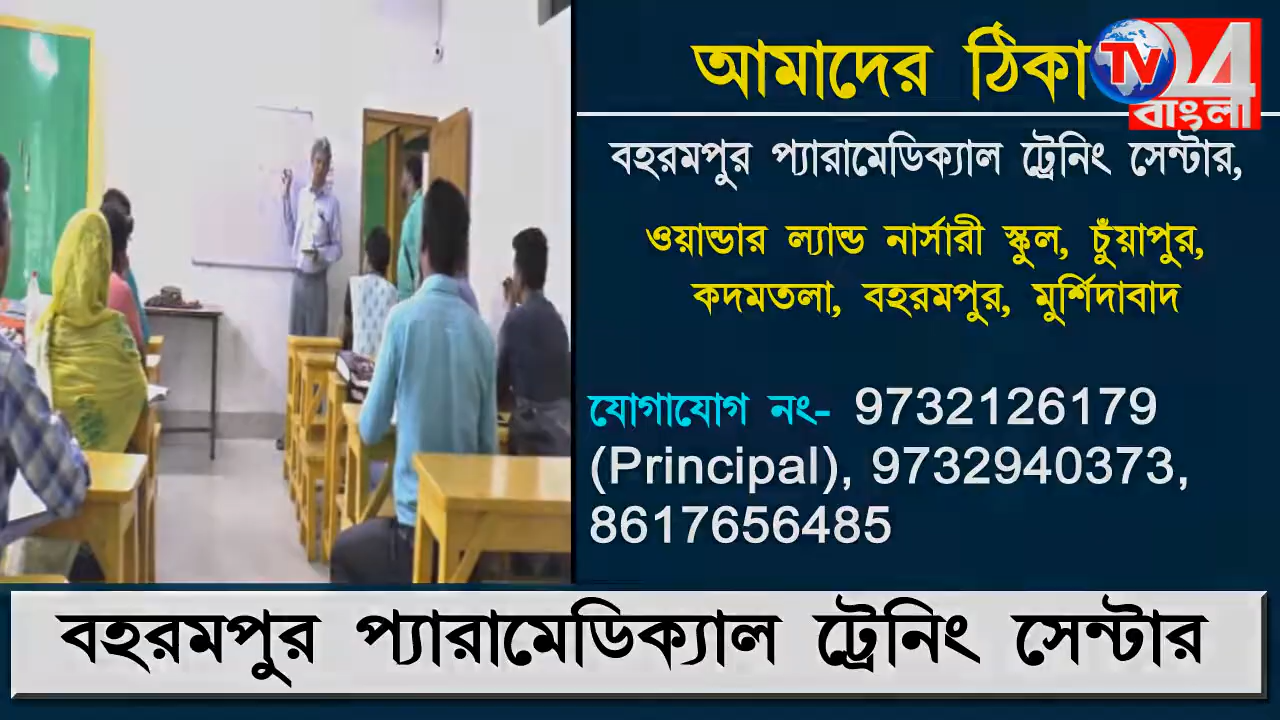 আমাদের ঠিকা
TV 24
বাংলা
বহরমপুর প্যারামেডিক্যাল ট্রেনিং সেন্টার,
ওয়ান্ডার ল্যান্ড নার্সারী স্কুল, চুঁয়াপুর,
কদমতলা, বহরমপুর, মুর্শিদাবাদ
যোগাযোগ নং- 9732126179
(Principal), 9732940373,
8617656485
বহরমপুর প্যারামেডিক্যাল ট্রেনিং সেন্টার